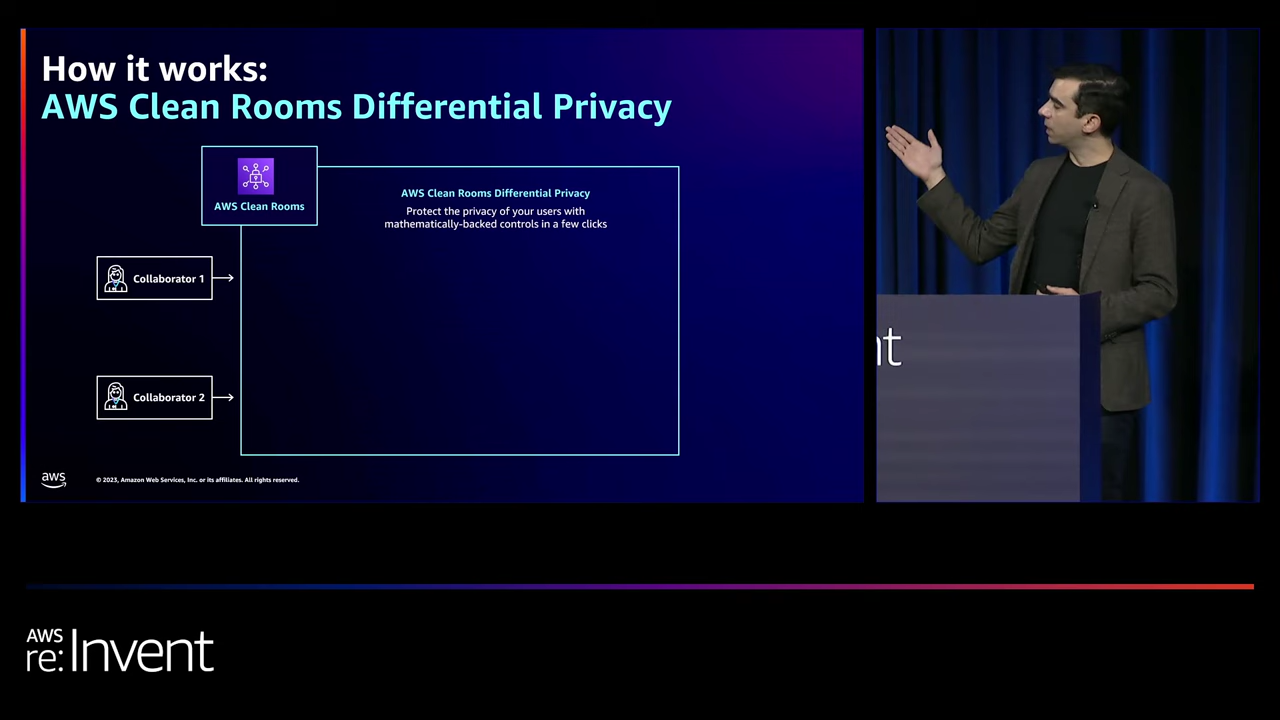 How it works:
AWS Clean Rooms Differential Privacy
AWS Clean Rooms
AWS Clean Rooms Differential Privacy
Protect the privacy of your users with
mathematically-backed controls in a few clicks
Collaborator 1
Collaborator 2
aws
© 2023, Amazon Web Services, Inc. or its affiliates. All rights reserved.
nt
AWS
re:Invent